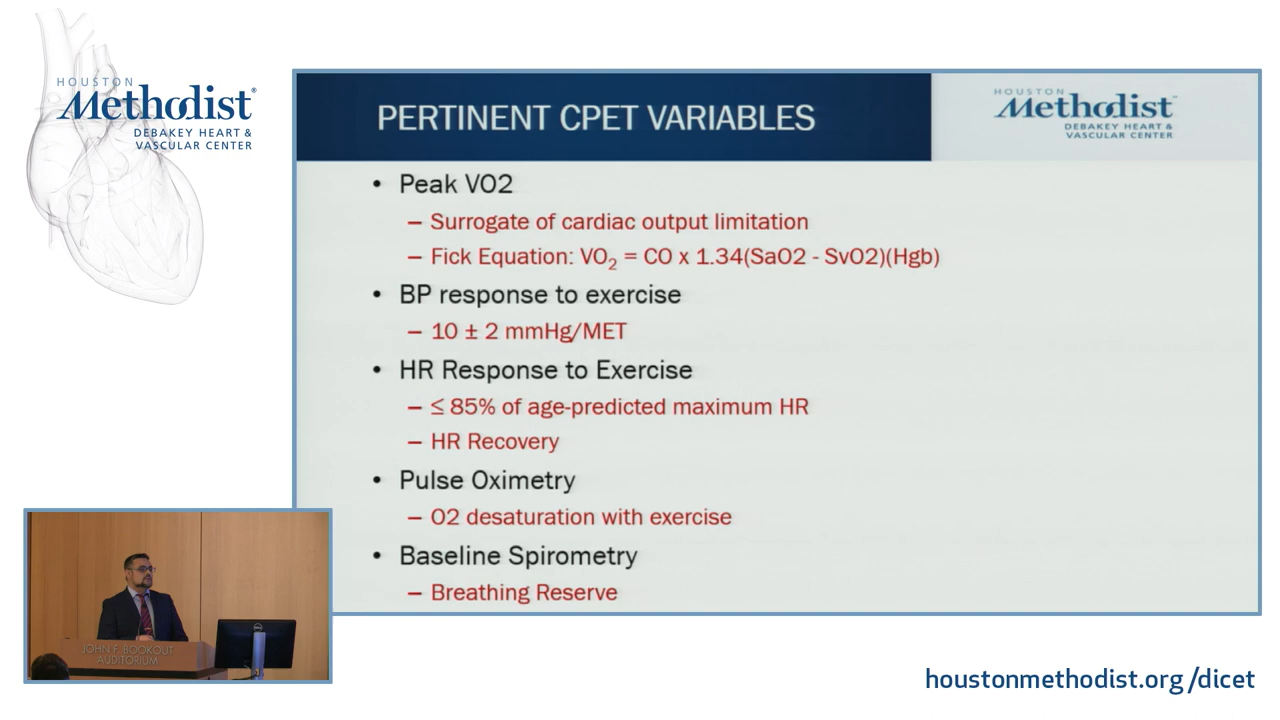 HOUSTON
Methodist®
DEBAKEY HEART &
VASCULAR CENTER
PERTINENT CPET VARIABLES
HOUSTON
Methodist™
DEBAKEY HEART &
VASCULAR CENTER
• Peak VO2
– Surrogate of cardiac output limitation
– Fick Equation: VO₂ = CO x 1.34(SaO2 - SvO2)(Hgb)
• BP response to exercise
– 10 ± 2 mmHg/MET
• HR Response to Exercise
– ≤ 85% of age-predicted maximum HR
– HR Recovery
• Pulse Oximetry
– O2 desaturation with exercise
• Baseline Spirometry
– Breathing Reserve
JOHN F. BOOKOUT
AUDITORIUM
DELL
houstonmethodist.org/dicet